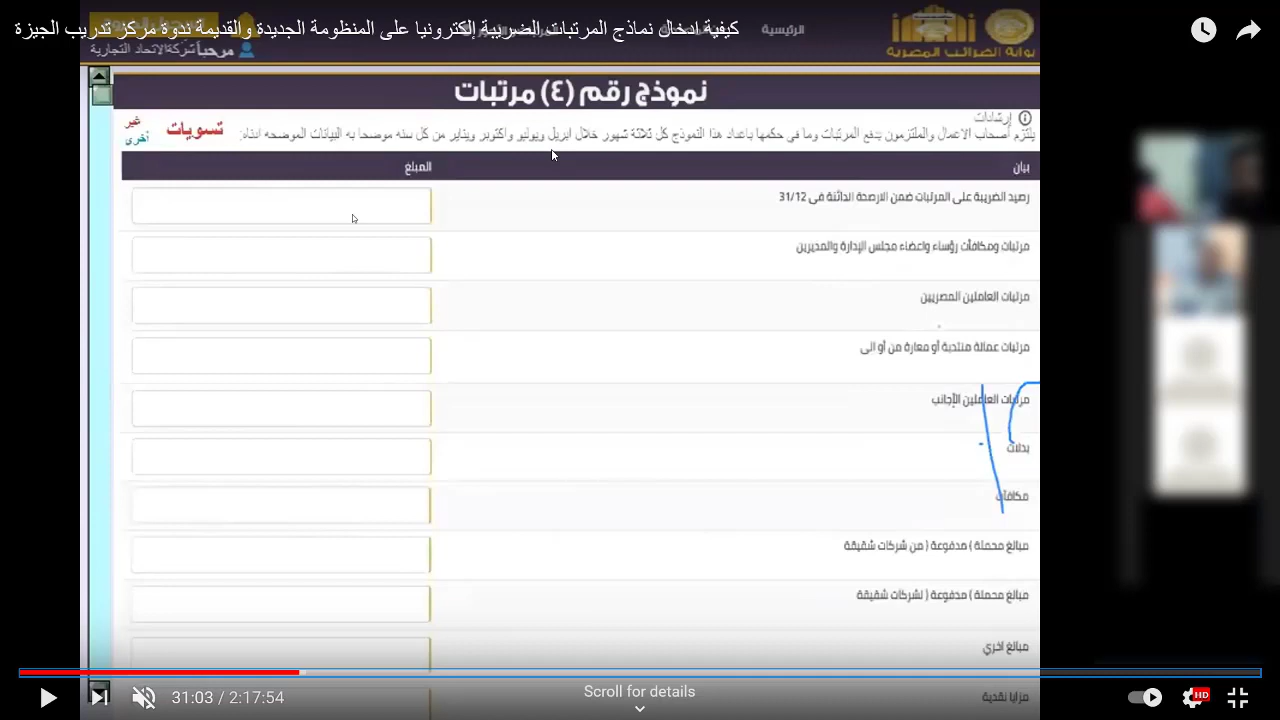 كيفية ادخال نماذج المرتبات الضريبية الكترونيا على المنظومة الجديدة والقديمة ندوة مركز تدريب الجيزة
الرئيسية
بوابة الضرائب المصرية
مرحباً شركةالاتحاد التجارية
نموذج رقم (٤) مرتبات
إرشادات
يلتزم أصحاب الاعمال والملتزمون بدفع المرتبات وما فى حكمها باعداد هذا النموذج كل ثلاثة شهور خلال ابريل ويوليو واكتوبر ويناير من كل سنه موضحا به البيانات الموضحه ادناه
تسويات
غير
أخرى
بيان المبلغ
رصيد الضريبة على المرتبات ضمن الارصدة الدائنة فى 31/12
مرتبات ومكافأت رؤساء واعضاء مجلس الإدارة والمديرين
مرتبات العاملين المصريين
مرتبات عمالة منتدبة أو معارة من أو الى
مرتبات العاملين الأجانب
بدلات
مكافآت
مبالغ محملة ) مدفوعة ( من شركات شقيقة
مبالغ محملة ) مدفوعة ( لشركات شقيقة
مبالغ اخري
مزايا نقدية
31:03 / 2:17:54
Scroll for details
HD